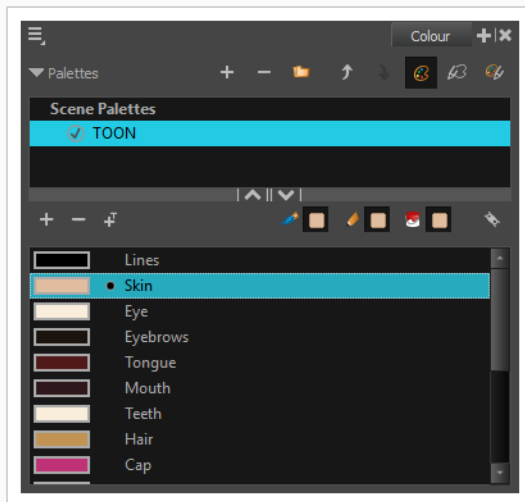 Colour
Palettes
Scene Palettes
TOON
Lines
Skin
Eye
Eyebrows
Tongue
Mouth
Teeth
Hair
Cap